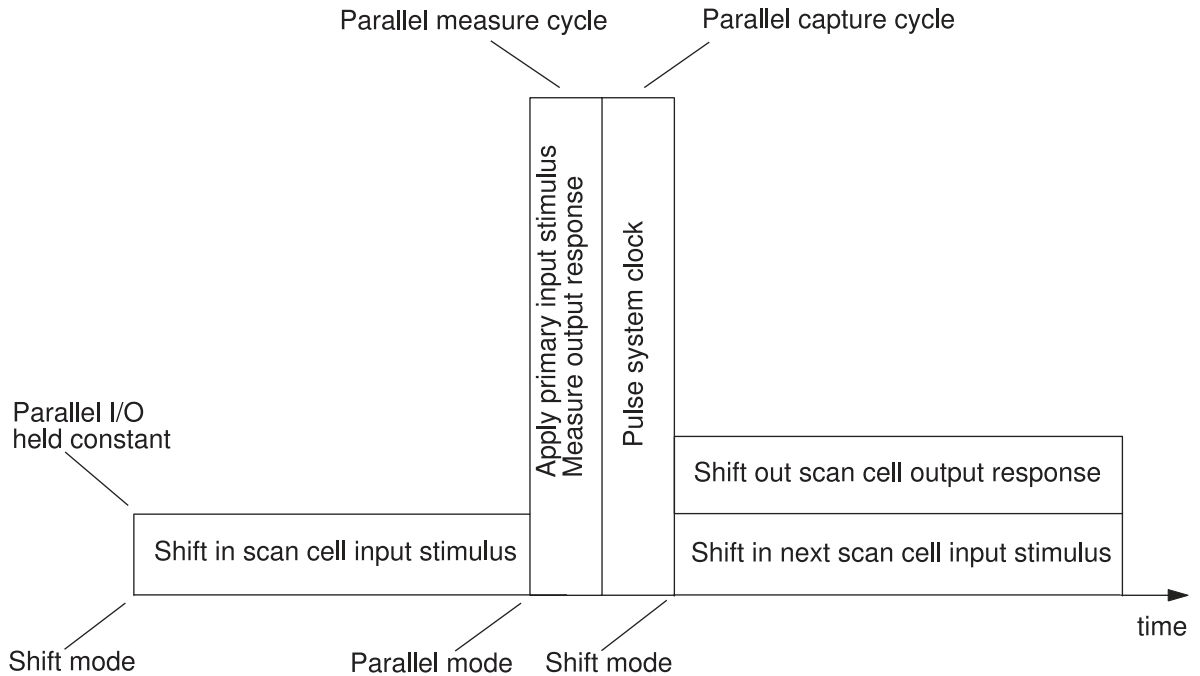 Parallel measure cycle
Parallel capture cycle
Apply primary input stimulus
Measure output response
Pulse system clock
Parallel I/O
held constant
Shift out scan cell output response
Shift in scan cell input stimulus
Shift in next scan cell input stimulus
time
Shift mode
Parallel mode
Shift mode